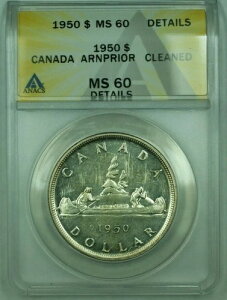 1950 $ MS 60 DETAILS
1950 $
CANADA ARNPRIOR CLEANED
MS 60
DETAILS
ANACS
CANADA
1950
DOLLAR